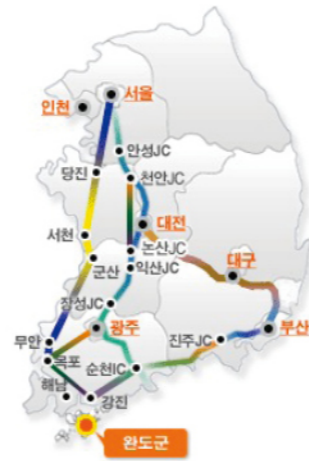 서울
인천
안성JC
당진
천안JC
대전
서천
논산JC
군산
익산JC
대구
장성JC
무안
광주
부산
진주JC
목포
순천IC
해남
강진
완도군